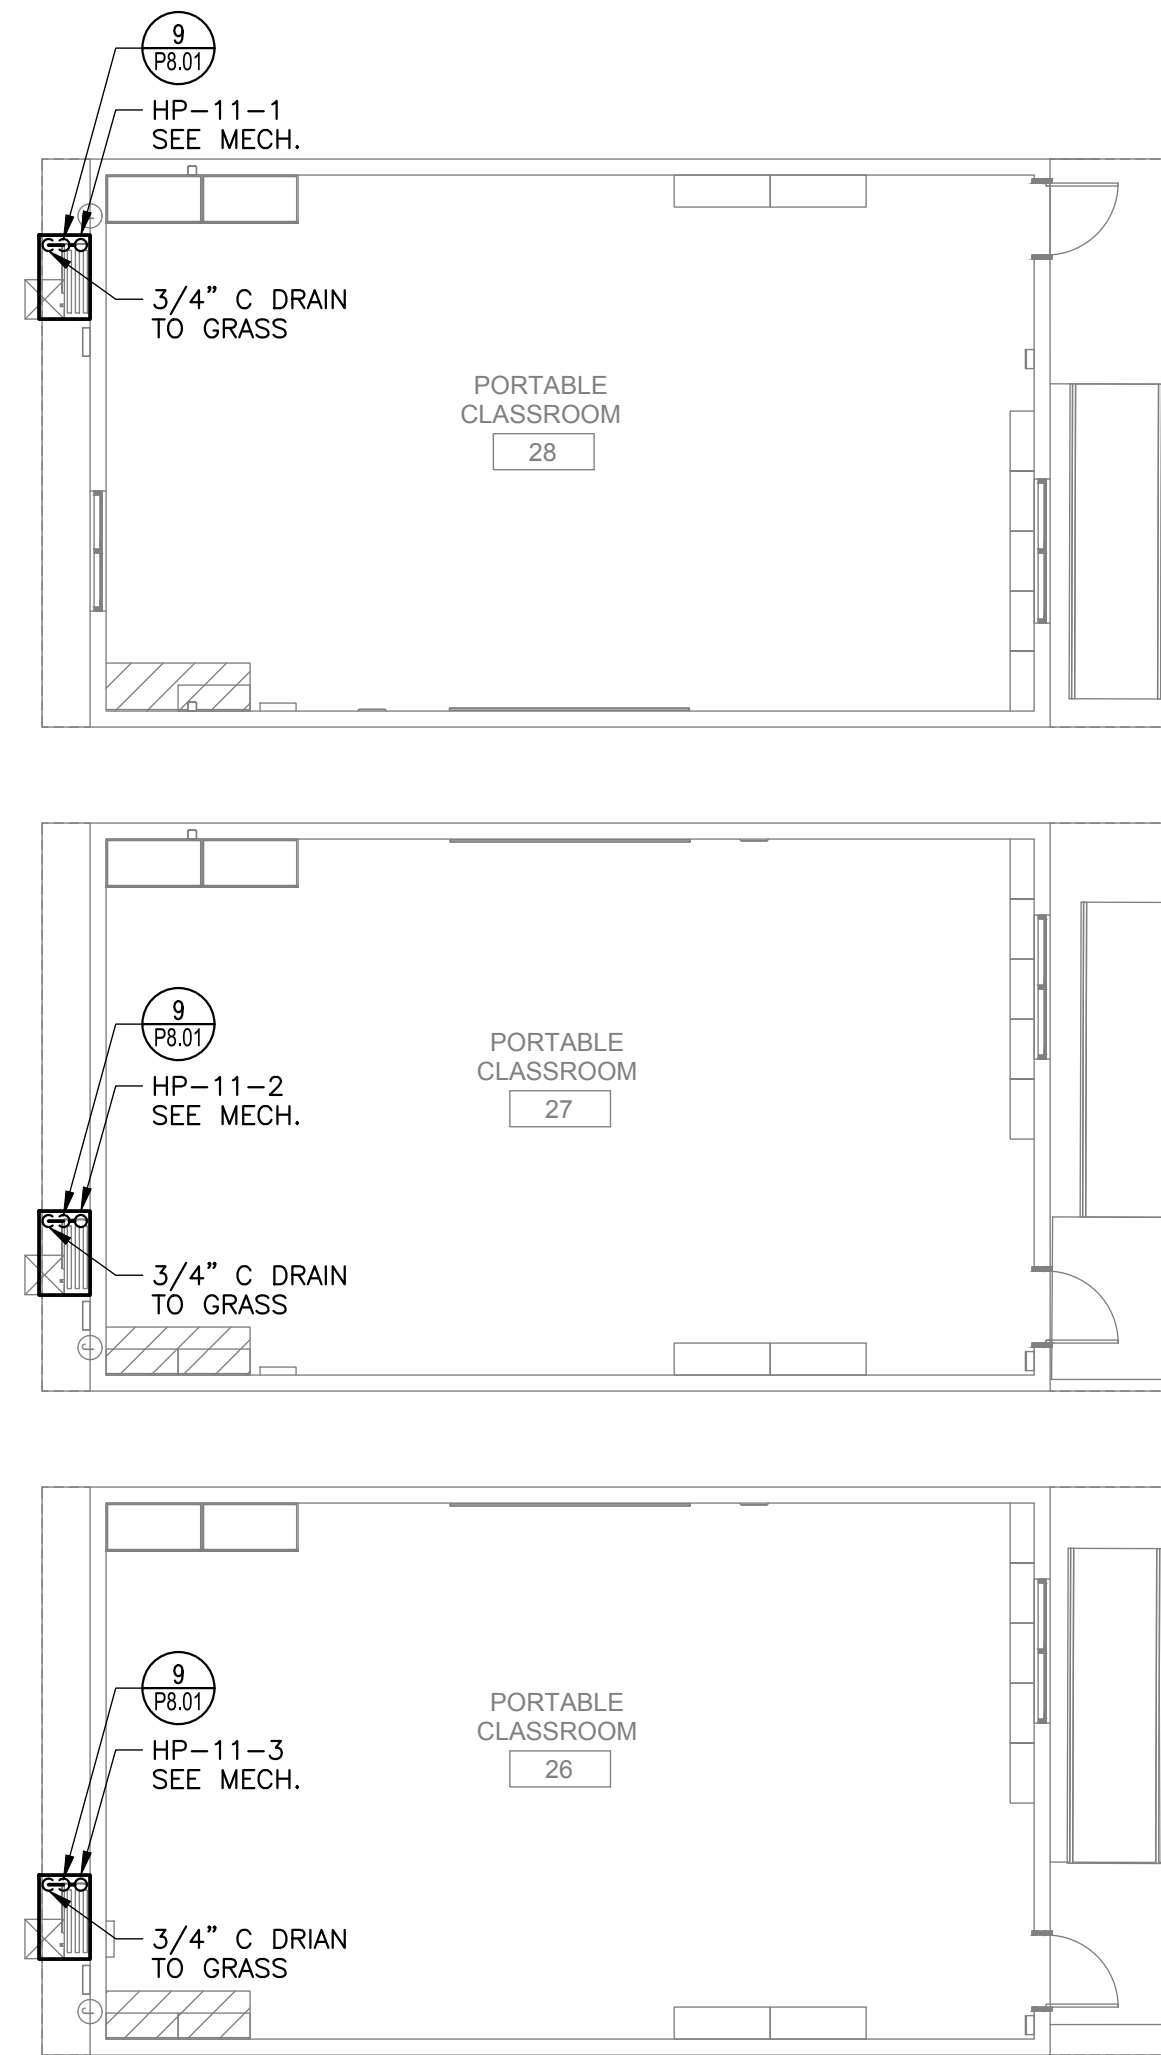 9
P8.01
HP-11-1
SEE MECH.
3/4" C DRAIN
TO GRASS
PORTABLE
CLASSROOM
28
9
P8.01
HP-11-2
SEE MECH.
3/4" C DRAIN
TO GRASS
PORTABLE
CLASSROOM
27
9
P8.01
HP-11-3
SEE MECH.
3/4" C DRIAN
TO GRASS
PORTABLE
CLASSROOM
26